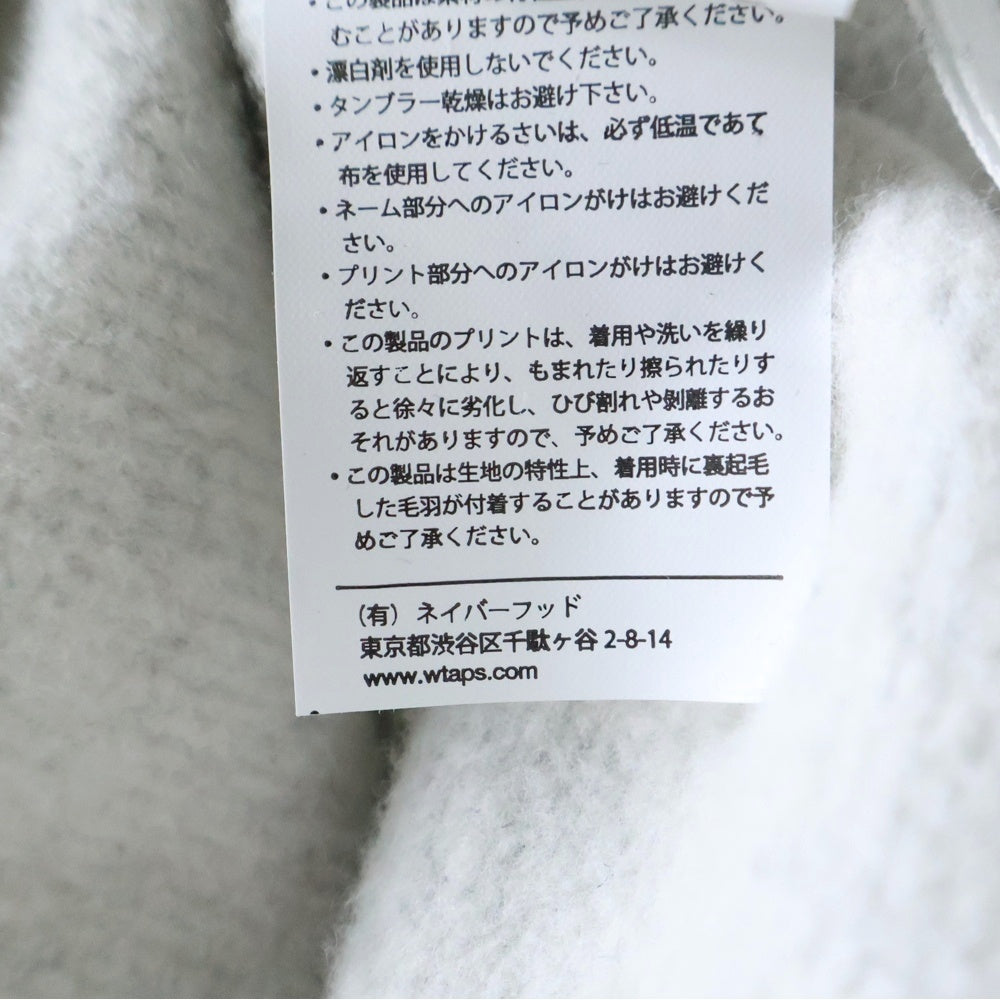 ・この製品は素材の
むことがありますので予めご了承ください。
・漂白剤を使用しないでください。
・タンブラー乾燥はお避け下さい。
・アイロンをかけるさいは、必ず低温であて
布を使用してください。
・ネーム部分へのアイロンがけはお避けくだ
さい。
・プリント部分へのアイロンがけはお避けく
ださい。
・この製品のプリントは、着用や洗いを繰り
返すことにより、もまれたり擦られたりす
ると徐々に劣化し、ひび割れや剝離するお
それがありますので、予めご了承ください。
・この製品は生地の特性上、着用時に裏起毛
した毛羽が付着することがありますので予
めご了承ください。
(有) ネイバーフッド
東京都渋谷区千駄ヶ谷 2-8-14
www.wtaps.com